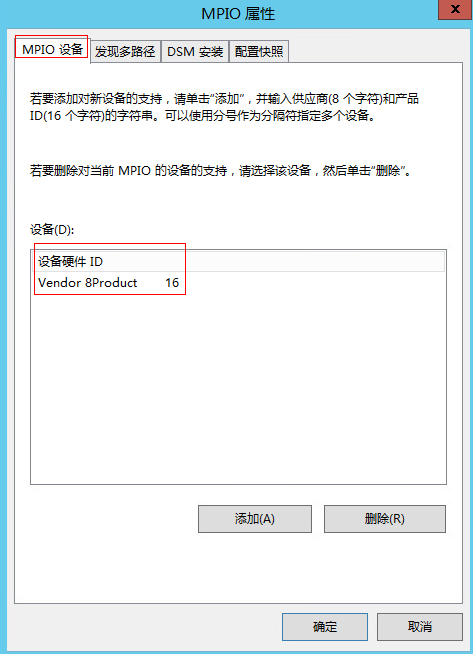 MPIO 属性
x
MPIO 设备 发现多路径 DSM 安装 配置快照
若要添加对新设备的支持，请单击“添加”，并输入供应商(8 个字符)和产品
ID(16 个字符)的字符串。可以使用分号作为分隔符指定多个设备。
若要删除对当前 MPIO 的设备的支持，请选择该设备，然后单击“删除”。
设备(D):
设备硬件 ID
Vendor 8Product 16
添加(A) 删除(R)
确定 取消